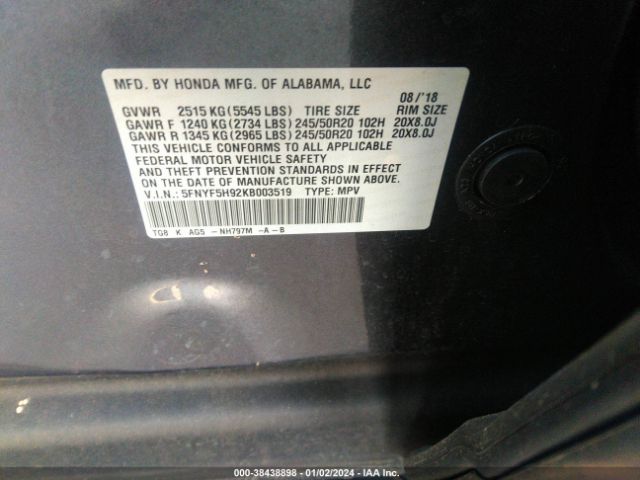 MFD. BY HONDA MFG. OF ALABAMA, LLC 08/'18
GVWR 2515 KG(5545 LBS) TIRE SIZE RIM SIZE
GAWR F 1240 KG(2734 LBS)245/50R20 102H 20X8.0J
GAWR R 1345 KG(2965 LBS)245/50R20 102H 20X8.0J
THIS VEHICLE CONFORMS TO ALL APPLICABLE
FEDERAL MOTOR VEHICLE SAFETY
AND THEFT PREVENTION STANDARDS IN EFFECT
ON THE DATE OF MANUFACTURE SHOWN ABOVE.
V.I.N.: 5FNYF5H92KB003519 TYPE: MPV
TG8 K AG5 -NH797M -A-B
000-38438898 - 01/02/2024 - IAA Inc.